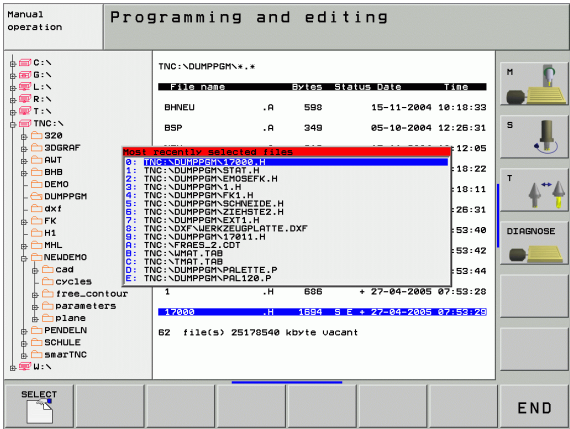 Manual
operation
Programming and editing
C:\
G:\
L:\
R:\
T:\
TNC:\
320
3DGRAF
AWT
BHB
DEMO
DUMPPGM
dxf
FK
H1
MHL
NEWDEMO
cad
cycles
free_contour
parameters
plane
PENDELN
SCHULE
smarTNC
W:\
TNC:\DUMPPGM\*.*
File name Bytes Status Date Time
BHNEU .A 598 15-11-2004 10:18:33
BSP .A 349 05-10-2004 12:26:31
:12:05
Most recently selected files
0: TNC:\DUMPPGM\17000.H
1: TNC:\DUMPPGM\STAT.H
2: TNC:\DUMPPGM\EMOSEFK.H
3: TNC:\DUMPPGM\1.H
4: TNC:\DUMPPGM\FK1.H
5: TNC:\DUMPPGM\SCHNEIDE.H
6: TNC:\DUMPPGM\ZIEHSTE2.H
7: TNC:\DUMPPGM\EXT1.H
8: TNC:\DXF\WERKZEUGPLATTE.DXF
9: TNC:\DUMPPGM\17011.H
A: TNC:\FRAES_2.CDT
B: TNC:\WMAT.TAB
C: TNC:\TMAT.TAB
D: TNC:\DUMPPGM\PALETTE.P
E: TNC:\DUMPPGM\PAL120.P
:18:22
:18:11
:26:31
:53:40
:53:42
:53:44
1 .H 686 + 27-04-2005 07:53:28
17000 .H 1694 S E + 27-04-2005 07:53:28
62 file(s) 25178540 kbyte vacant
M
S
T
DIAGNOSE
SELECT
END